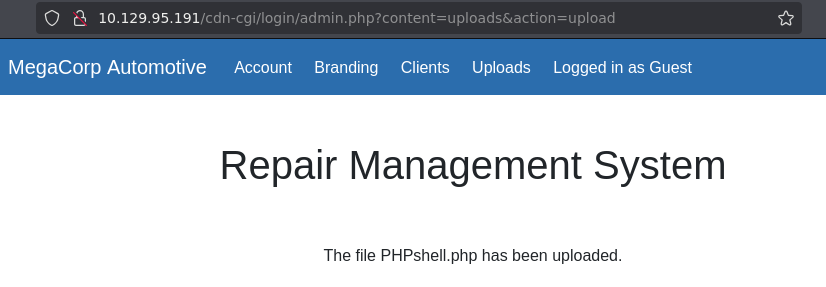 10.129.95.191/cdn-cgi/login/admin.php?content=uploads&action=upload
MegaCorp Automotive Account Branding Clients Uploads Logged in as Guest
Repair Management System
The file PHPshell.php has been uploaded.